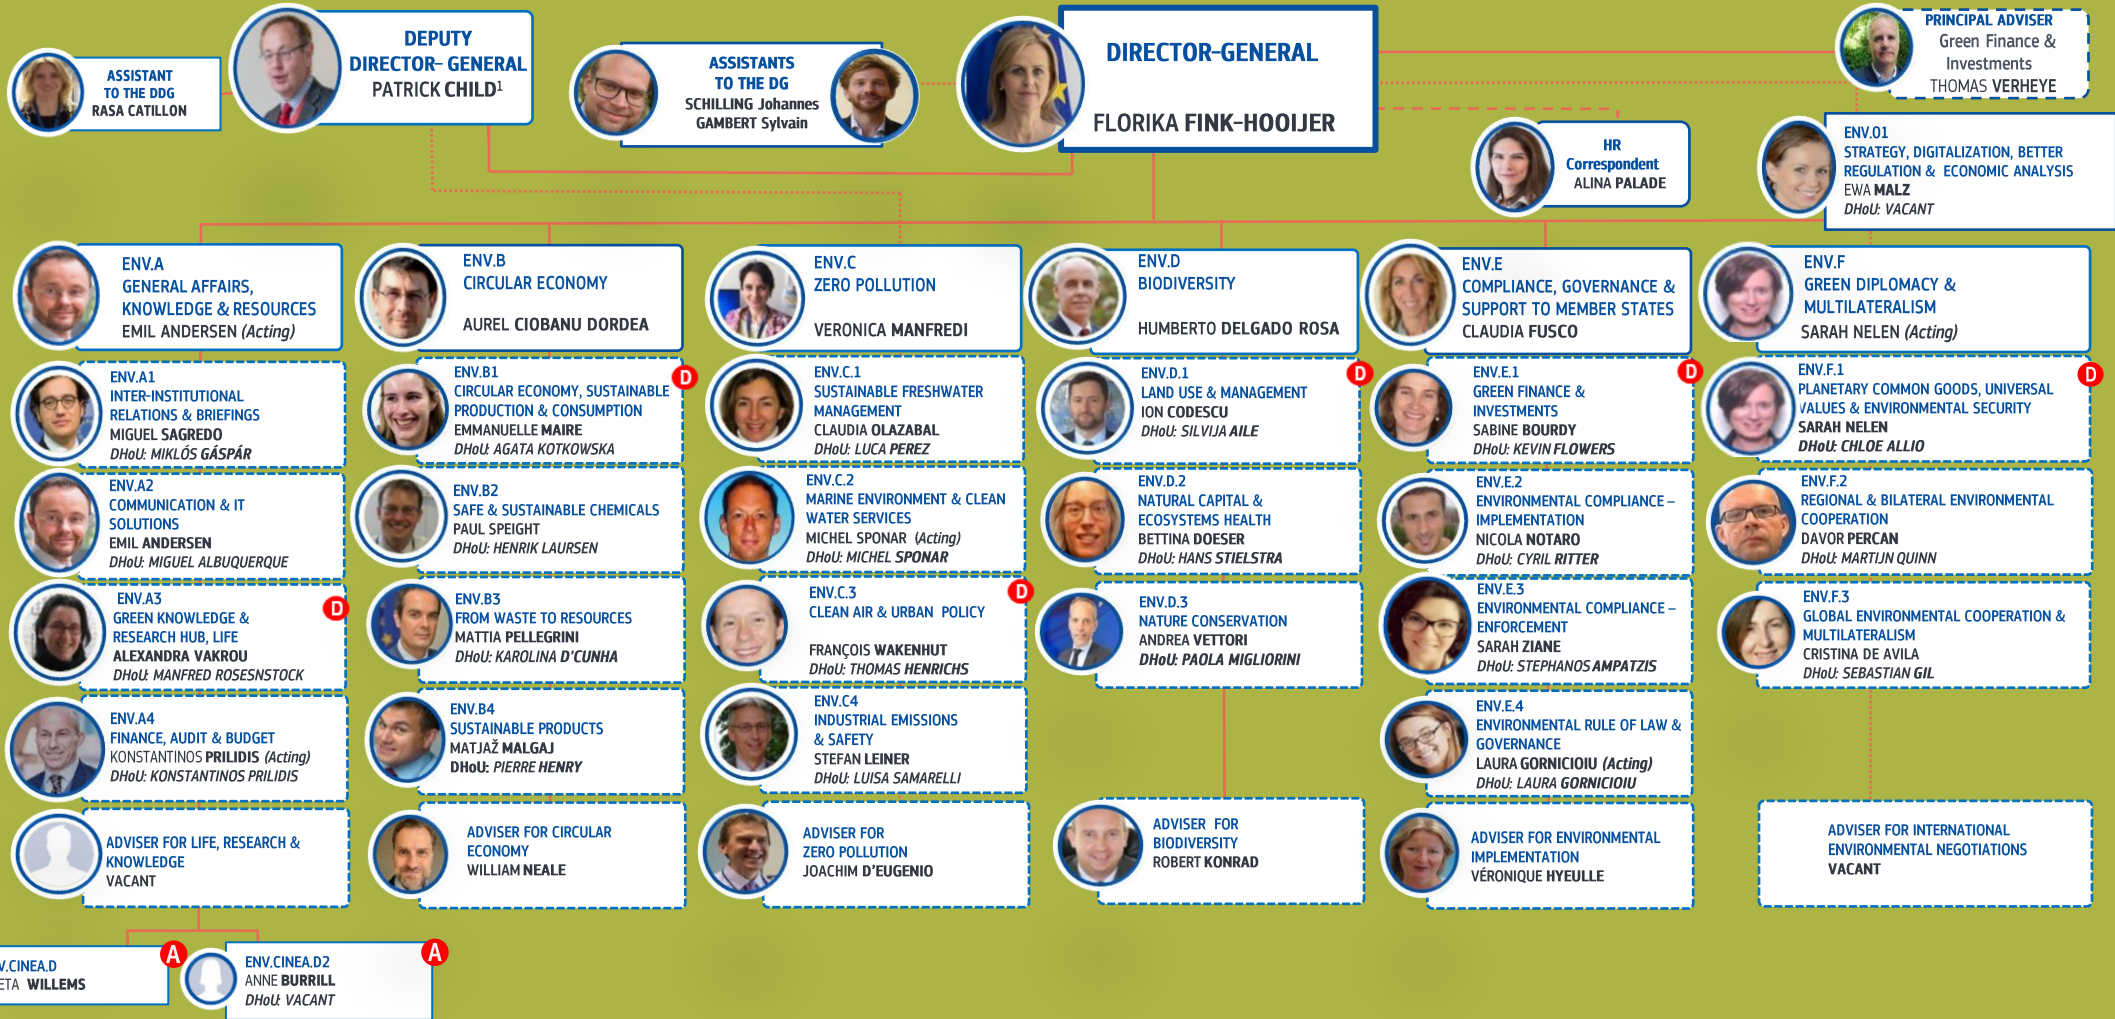 ASSISTANT
TO THE DDG
RASA CATILLON
DEPUTY
DIRECTOR- GENERAL
PATRICK CHILD¹
ASSISTANTS
TO THE DG
SCHILLING Johannes
GAMBERT Sylvain
DIRECTOR-GENERAL
FLORIKA FINK-HOOIJER
PRINCIPAL ADVISER
Green Finance &
Investments
THOMAS VERHEYE
HR
Correspondent
ALINA PALADE
ENV.01
STRATEGY, DIGITALIZATION, BETTER
REGULATION & ECONOMIC ANALYSIS
EWA MALZ
DHoU: VACANT
ENV.A
GENERAL AFFAIRS,
KNOWLEDGE & RESOURCES
EMIL ANDERSEN (Acting)
ENV.A1
INTER-INSTITUTIONAL
RELATIONS & BRIEFINGS
MIGUEL SAGREDO
DHoU: MIKLÓS GÁSPÁR
ENV.A2
COMMUNICATION & IT
SOLUTIONS
EMIL ANDERSEN
DHoU: MIGUEL ALBUQUERQUE
D
ENV.A3
GREEN KNOWLEDGE &
RESEARCH HUB, LIFE
ALEXANDRA VAKROU
DHoU: MANFRED ROSESNSTOCK
ENV.A4
FINANCE, AUDIT & BUDGET
KONSTANTINOS PRILIDIS (Acting)
DHoU: KONSTANTINOS PRILIDIS
ADVISER FOR LIFE, RESEARCH &
KNOWLEDGE
VACANT
A
V.CINEA.D
ETA WILLEMS
A
ENV.CINEA.D2
ANNE BURRILL
DHoU: VACANT
ENV.B
CIRCULAR ECONOMY
AUREL CIOBANU DORDEA
D
ENV.B1
CIRCULAR ECONOMY, SUSTAINABLE
PRODUCTION & CONSUMPTION
EMMANUELLE MAIRE
DHoU: AGATA KOTKOWSKA
ENV.B2
SAFE & SUSTAINABLE CHEMICALS
PAUL SPEIGHT
DHoU: HENRIK LAURSEN
ENV.B3
FROM WASTE TO RESOURCES
MATTIA PELLEGRINI
DHoU: KAROLINA D'CUNHA
ENV.B4
SUSTAINABLE PRODUCTS
MATJAŽ MALGAJ
DHoU: PIERRE HENRY
ADVISER FOR CIRCULAR
ECONOMY
WILLIAM NEALE
ENV.C
ZERO POLLUTION
VERONICA MANFREDI
ENV.C.1
SUSTAINABLE FRESHWATER
MANAGEMENT
CLAUDIA OLAZABAL
DHoU: LUCA PEREZ
ENV.C.2
MARINE ENVIRONMENT & CLEAN
WATER SERVICES
MICHEL SPONAR (Acting)
DHoU: MICHEL SPONAR
D
ENV.C.3
CLEAN AIR & URBAN POLICY
FRANÇOIS WAKENHUT
DHoU: THOMAS HENRICHS
ENV.C4
INDUSTRIAL EMISSIONS
& SAFETY
STEFAN LEINER
DHoU: LUISA SAMARELLI
ADVISER FOR
ZERO POLLUTION
JOACHIM D'EUGENIO
ENV.D
BIODIVERSITY
HUMBERTO DELGADO ROSA
D
ENV.D.1
LAND USE & MANAGEMENT
ION CODESCU
DHoU: SILVIJA AILE
ENV.D.2
NATURAL CAPITAL &
ECOSYSTEMS HEALTH
BETTINA DOESER
DHoU: HANS STIELSTRA
ENV.D.3
NATURE CONSERVATION
ANDREA VETTORI
DHoU: PAOLA MIGLIORINI
ADVISER FOR
BIODIVERSITY
ROBERT KONRAD
ENV.E
COMPLIANCE, GOVERNANCE &
SUPPORT TO MEMBER STATES
CLAUDIA FUSCO
D
ENV.E.1
GREEN FINANCE &
INVESTMENTS
SABINE BOURDY
DHoU: KEVIN FLOWERS
ENV.E.2
ENVIRONMENTAL COMPLIANCE –
IMPLEMENTATION
NICOLA NOTARO
DHoU: CYRIL RITTER
ENV.E.3
ENVIRONMENTAL COMPLIANCE –
ENFORCEMENT
SARAH ZIANE
DHoU: STEPHANOS AMPATZIS
ENV.E.4
ENVIRONMENTAL RULE OF LAW &
GOVERNANCE
LAURA GORNICIOIU (Acting)
DHoU: LAURA GORNICIOIU
ADVISER FOR ENVIRONMENTAL
IMPLEMENTATION
VÉRONIQUE HYEULLE
ENV.F
GREEN DIPLOMACY &
MULTILATERALISM
SARAH NELEN (Acting)
D
ENV.F.1
PLANETARY COMMON GOODS, UNIVERSAL
VALUES & ENVIRONMENTAL SECURITY
SARAH NELEN
DHoU: CHLOE ALLIO
ENV.F.2
REGIONAL & BILATERAL ENVIRONMENTAL
COOPERATION
DAVOR PERCAN
DHoU: MARTIJN QUINN
ENV.F.3
GLOBAL ENVIRONMENTAL COOPERATION &
MULTILATERALISM
CRISTINA DE AVILA
DHoU: SEBASTIAN GIL
ADVISER FOR INTERNATIONAL
ENVIRONMENTAL NEGOTIATIONS
VACANT